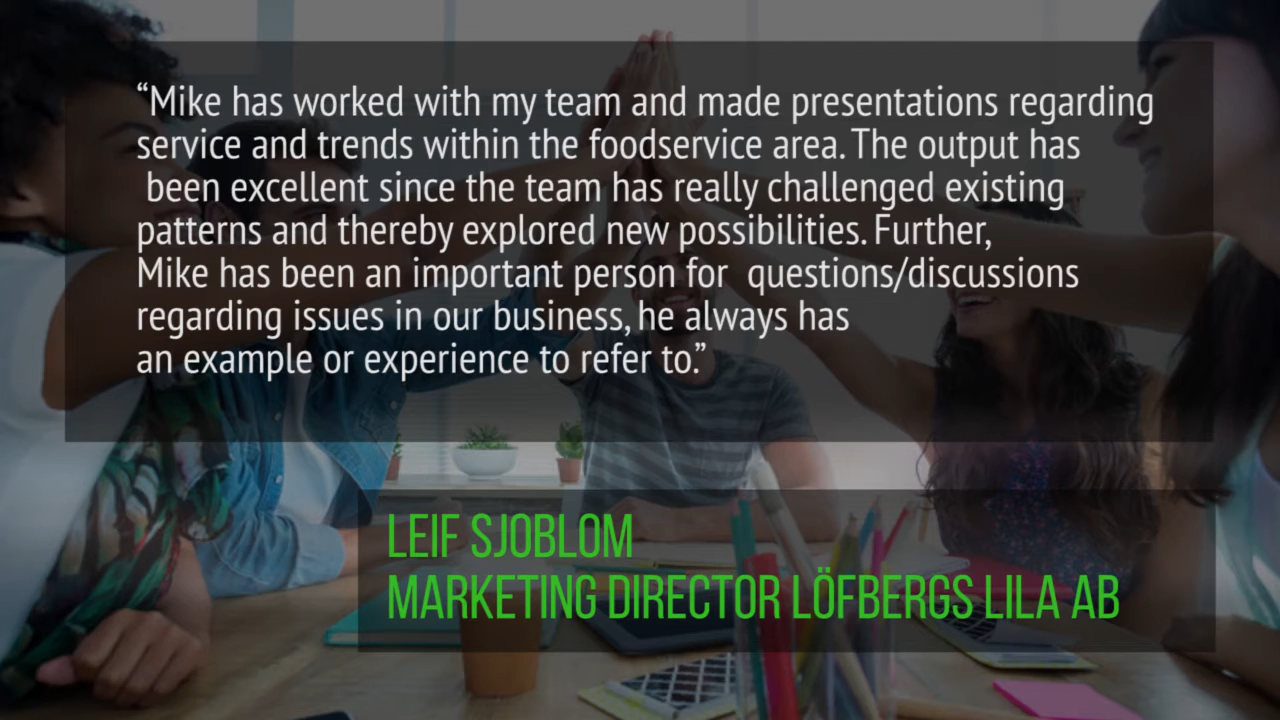 “Mike has worked with my team and made presentations regarding
service and trends within the foodservice area. The output has
been excellent since the team has really challenged existing
patterns and thereby explored new possibilities. Further,
Mike has been an important person for questions/discussions
regarding issues in our business, he always has
an example or experience to refer to.”
LEIF SJOBLOM
MARKETING DIRECTOR LÖFBERGS LILA AB